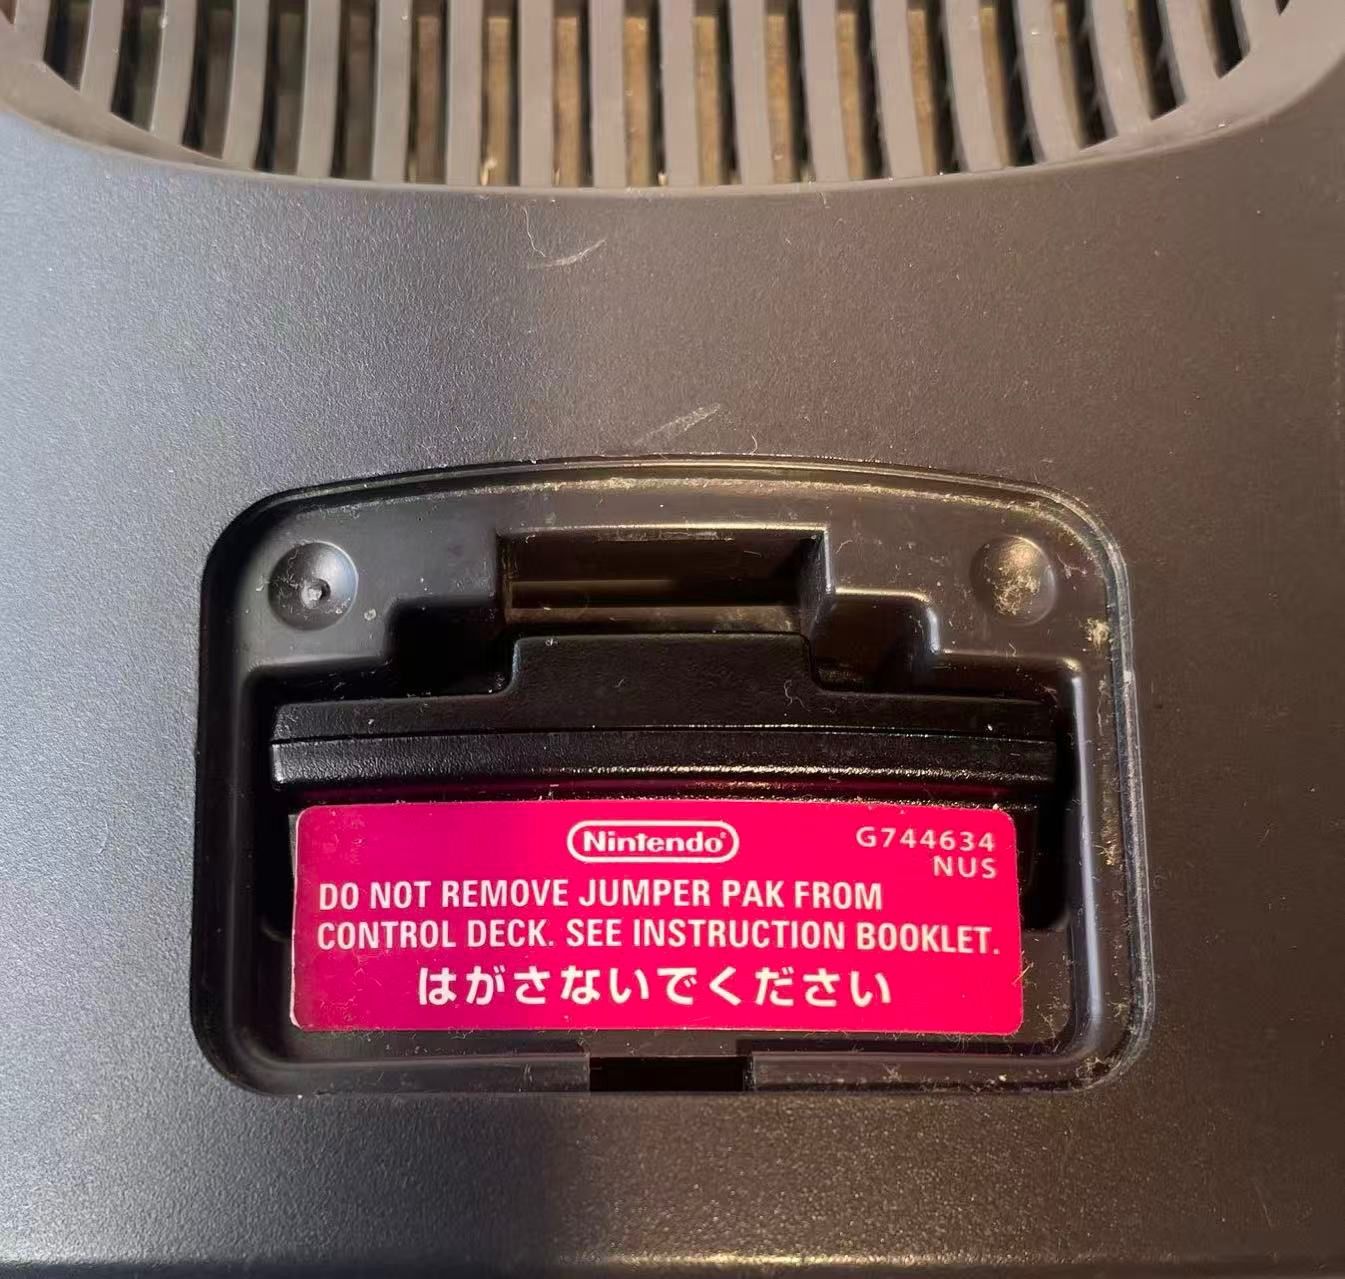 Nintendo®
G744634
NUS
DO NOT REMOVE JUMPER PAK FROM
CONTROL DECK. SEE INSTRUCTION BOOKLET.
はがさないでください